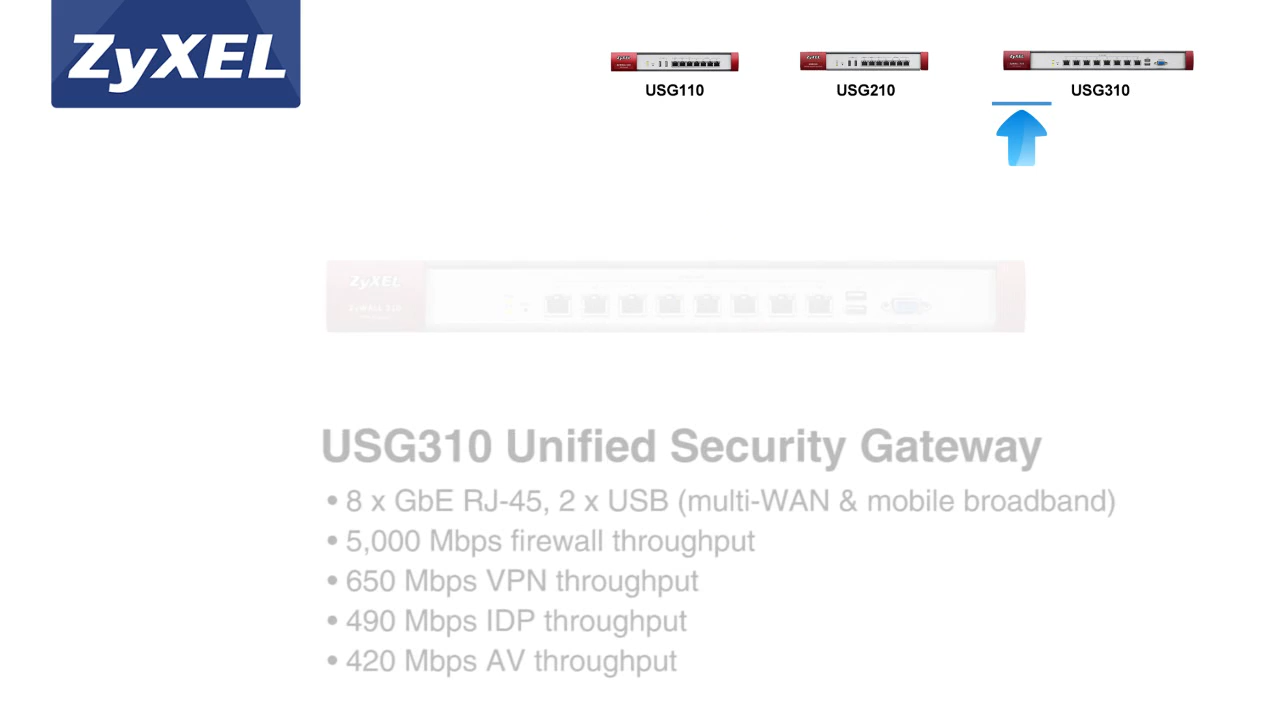 ZyXEL
USG110
USG210
USG310
ZyXEL
USG310 Unified Security Gateway
• 8 x GbE RJ-45, 2 x USB (multi-WAN & mobile broadband)
• 5,000 Mbps firewall throughput
• 650 Mbps VPN throughput
• 490 Mbps IDP throughput
• 420 Mbps AV throughput